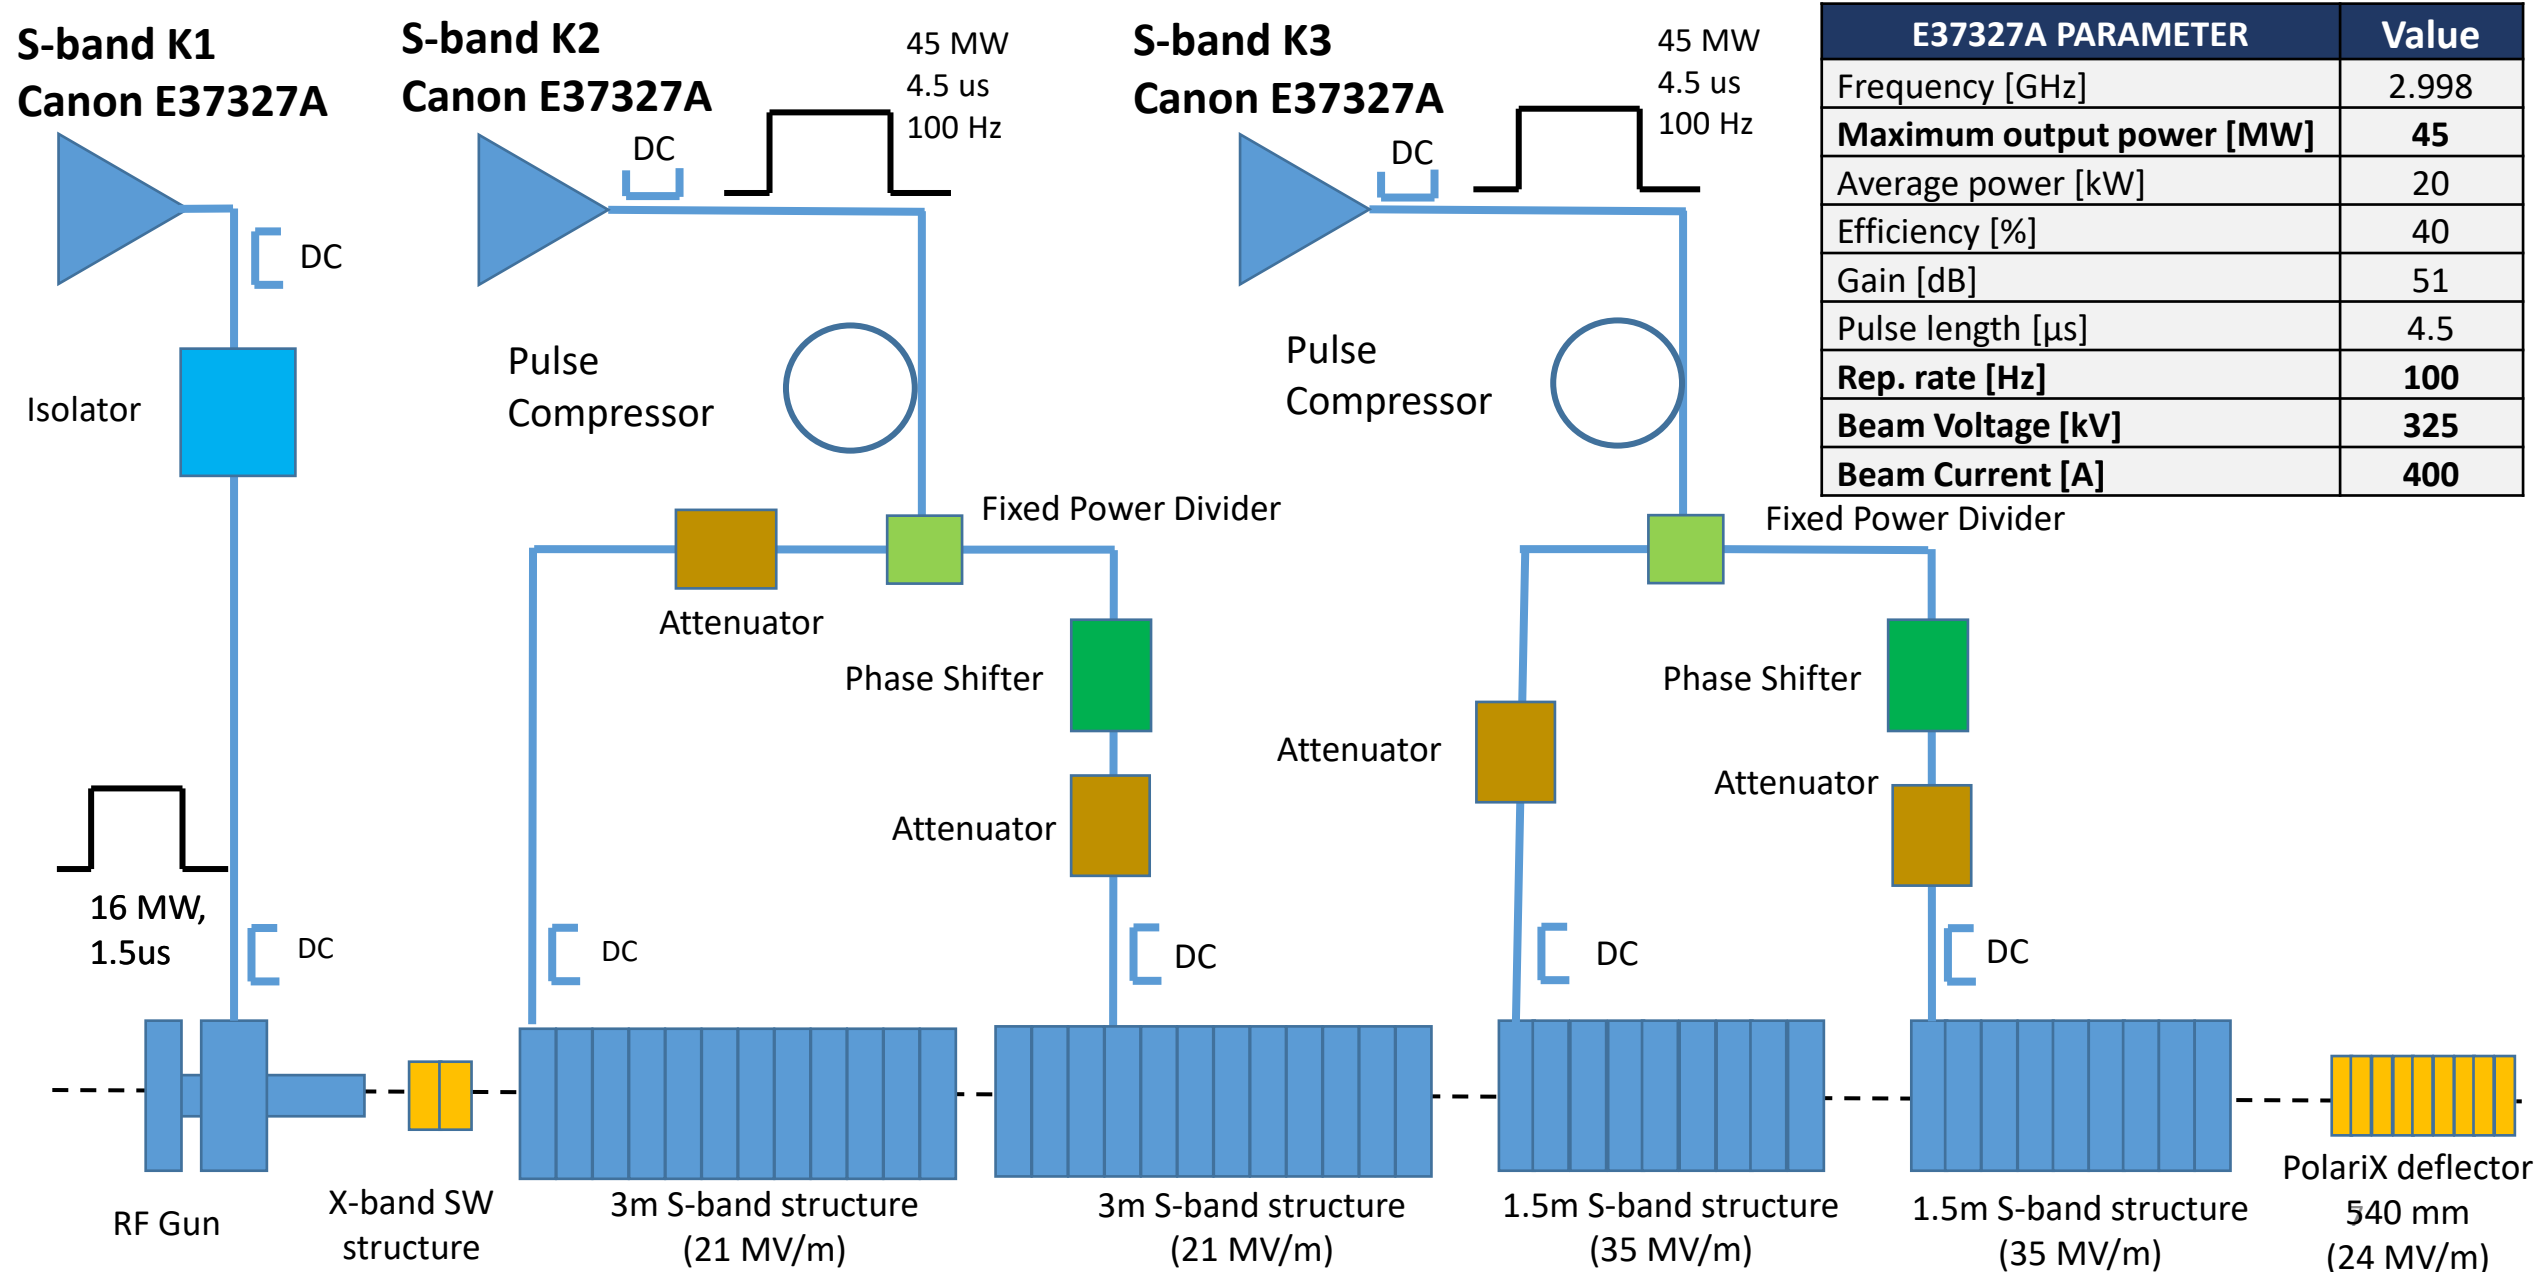 S-band K1
Canon E37327A
S-band K2
Canon E37327A
45 MW
4.5 us
100 Hz
DC
S-band K3
Canon E37327A
45 MW
4.5 us
100 Hz
DC
E37327A PARAMETER Value
Frequency [GHz] 2.998
Maximum output power [MW] 45
Average power [kW] 20
Efficiency [%] 40
Gain [dB] 51
Pulse length [µs] 4.5
Rep. rate [Hz] 100
Beam Voltage [kV] 325
Beam Current [A] 400
DC
Isolator
Pulse
Compressor
Pulse
Compressor
Fixed Power Divider
Fixed Power Divider
Attenuator
Phase Shifter
Phase Shifter
Attenuator
Attenuator
Attenuator
16 MW,
1.5us
DC
DC
DC
DC
DC
RF Gun
X-band SW
structure
3m S-band structure
(21 MV/m)
3m S-band structure
(21 MV/m)
1.5m S-band structure
(35 MV/m)
1.5m S-band structure
(35 MV/m)
PolariX deflector
540 mm
(24 MV/m)